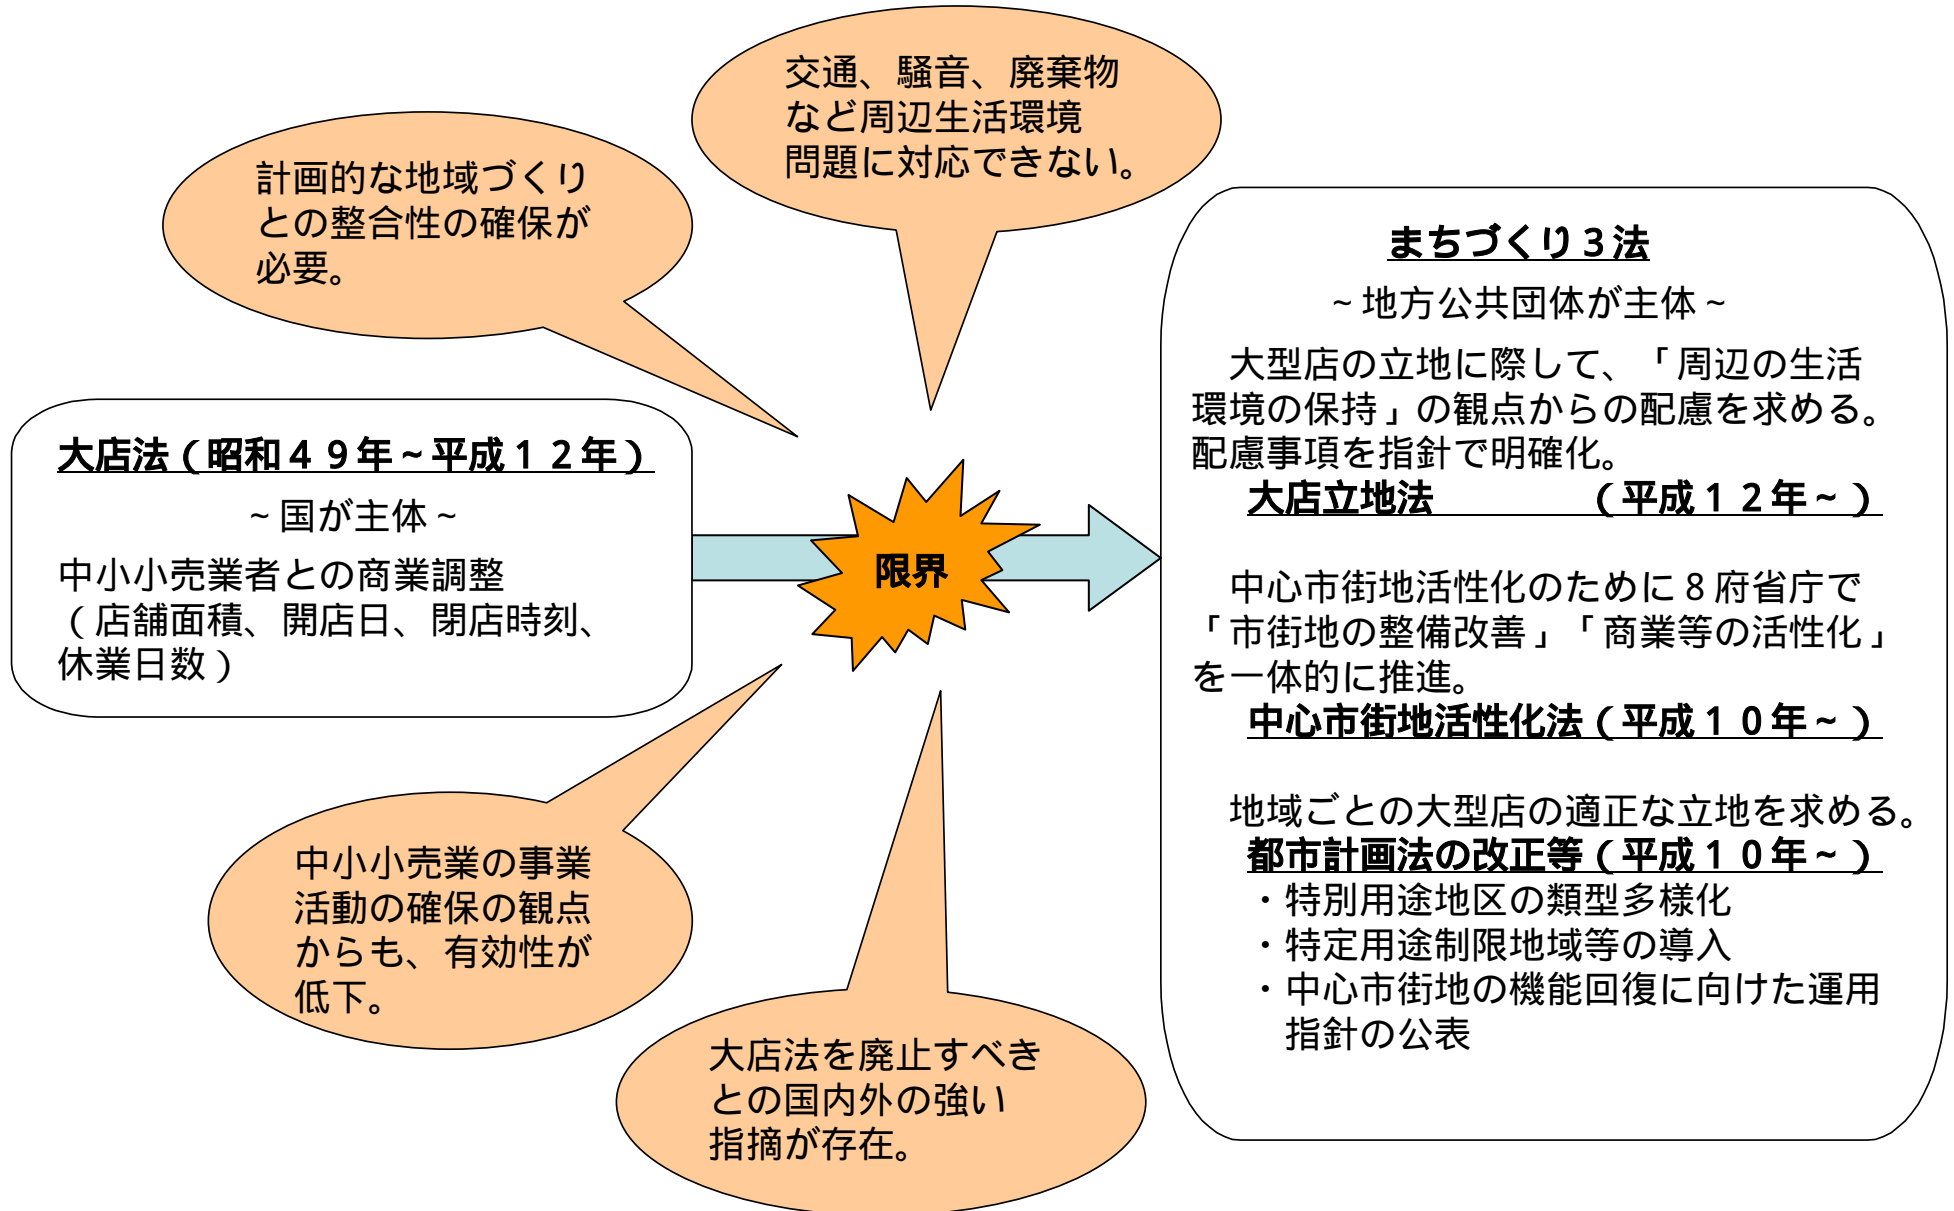 交通、騒音、廃棄物
など周辺生活環境
問題に対応できない。
計画的な地域づくり
との整合性の確保が
必要。
大店法（昭和４９年~平成１２年）
~国が主体~
中小小売業者との商業調整
（店舗面積、開店日、閉店時刻、
休業日数）
限界
中小小売業の事業
活動の確保の観点
からも、有効性が
低下。
大店法を廃止すべき
との国内外の強い
指摘が存在。
まちづくり３法
~地方公共団体が主体~
大型店の立地に際して、「周辺の生活
環境の保持」の観点からの配慮を求める。
配慮事項を指針で明確化。
大店立地法　　　　（平成１２年~）
中心市街地活性化のために８府省庁で
「市街地の整備改善」「商業等の活性化」
を一体的に推進。
中心市街地活性化法（平成１０年~）
地域ごとの大型店の適正な立地を求める。
都市計画法の改正等（平成１０年~）
・特別用途地区の類型多様化
・特定用途制限地域等の導入
・中心市街地の機能回復に向けた運用
指針の公表